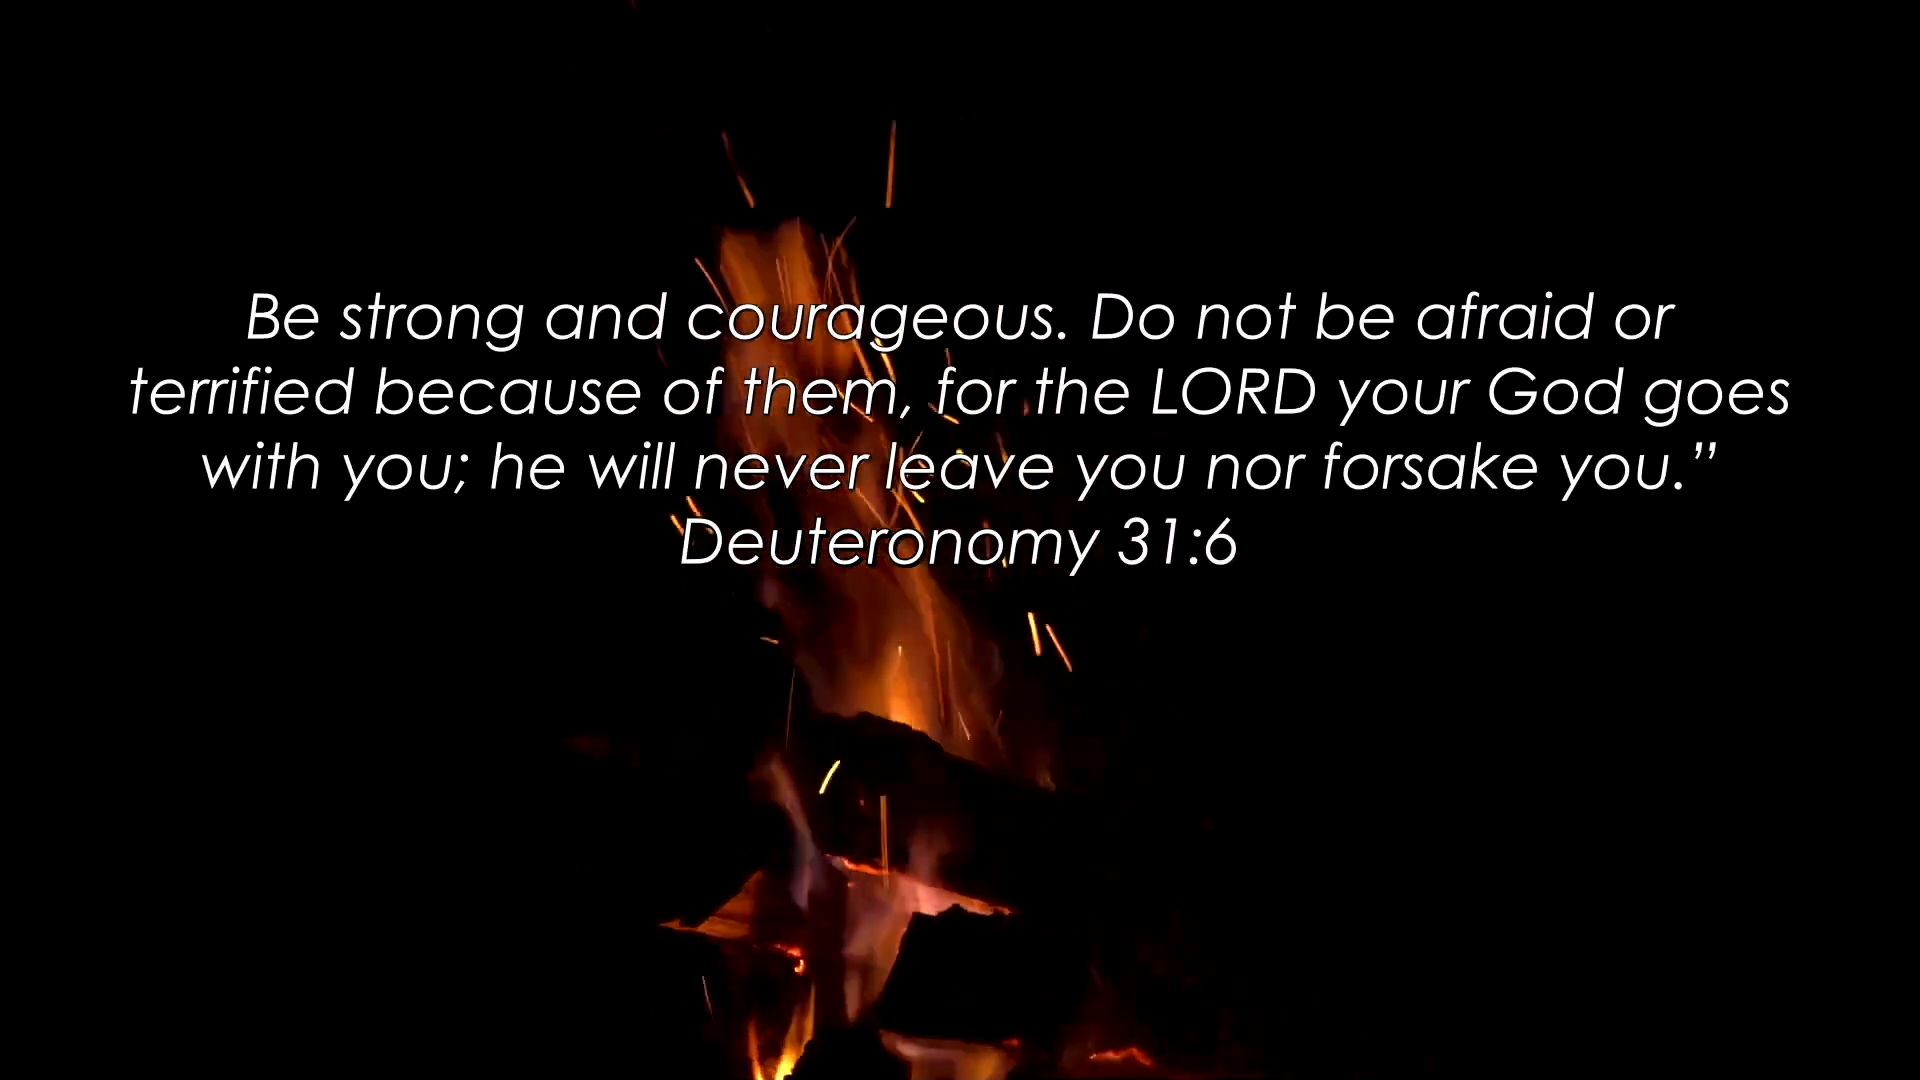 Be strong and courageous. Do not be afraid or
terrified because of them, for the LORD your God goes
with you; he will never leave you nor forsake you.”
Deuteronomy 31:6